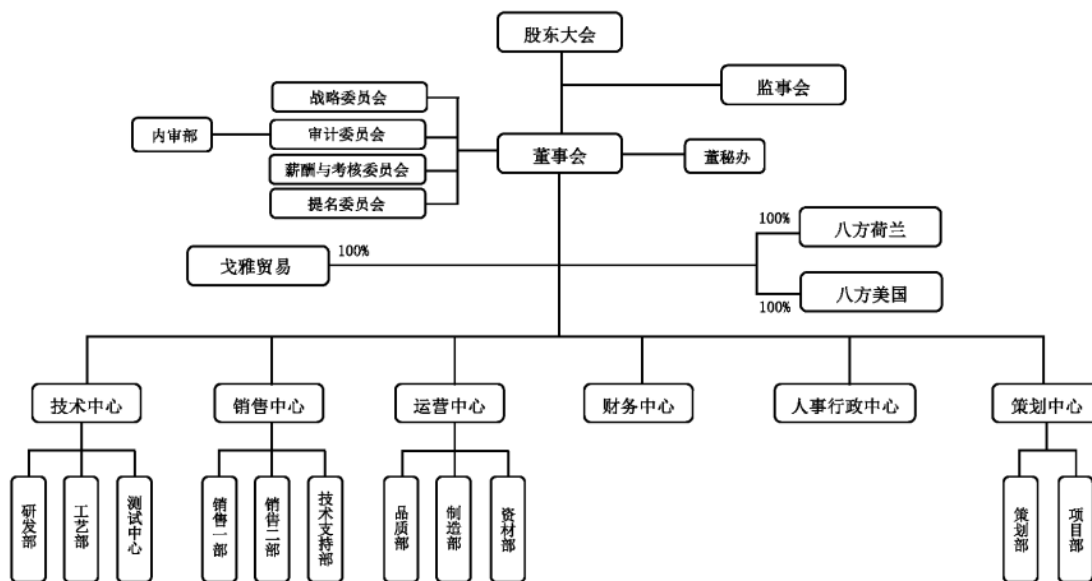 股东大会
监事会
战略委员会
内审部
审计委员会
董事会
董秘办
薪酬与考核委员会
提名委员会
100%
八方荷兰
戈雅贸易
100%
八方美国
100%
技术中心
销售中心
运营中心
财务中心
人事行政中心
策划中心
研发部
工艺部
测试中心
销售一部
销售二部
技术支持部
品质部
制造部
资材部
策划部
项目部